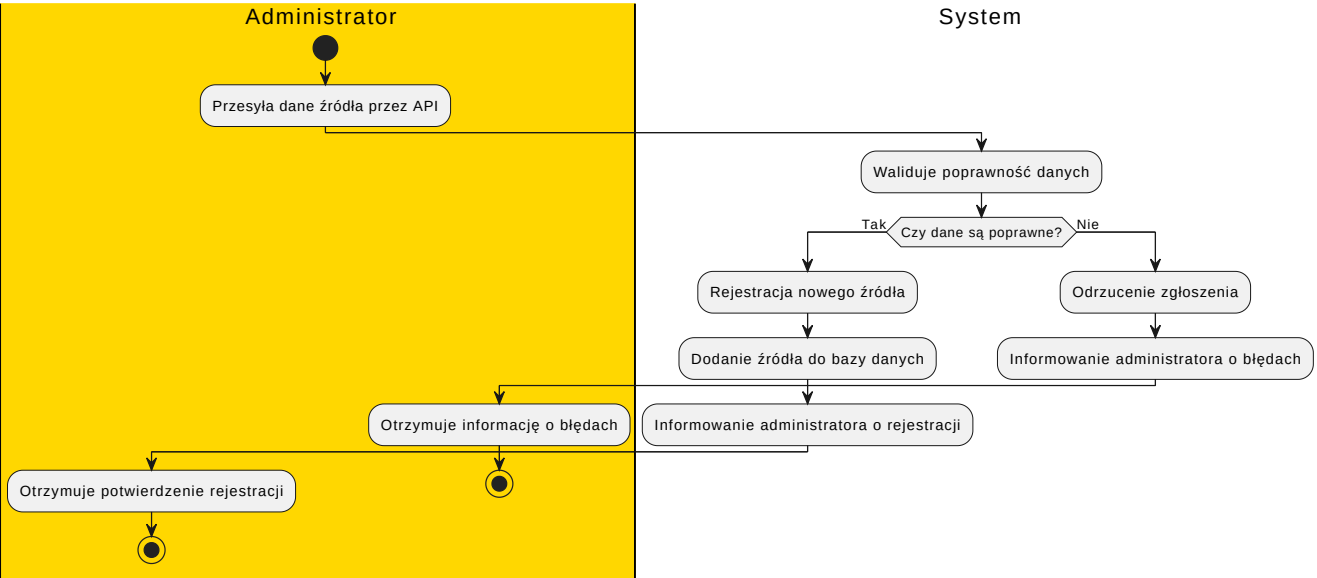 Administrator
System
Przesyła dane źródła przez API
Waliduje poprawność danych
Tak
Czy dane są poprawne?
Nie
Rejestracja nowego źródła
Odrzucenie zgłoszenia
Dodanie źródła do bazy danych
Informowanie administratora o błędach
Otrzymuje informację o błędach
Informowanie administratora o rejestracji
Otrzymuje potwierdzenie rejestracji